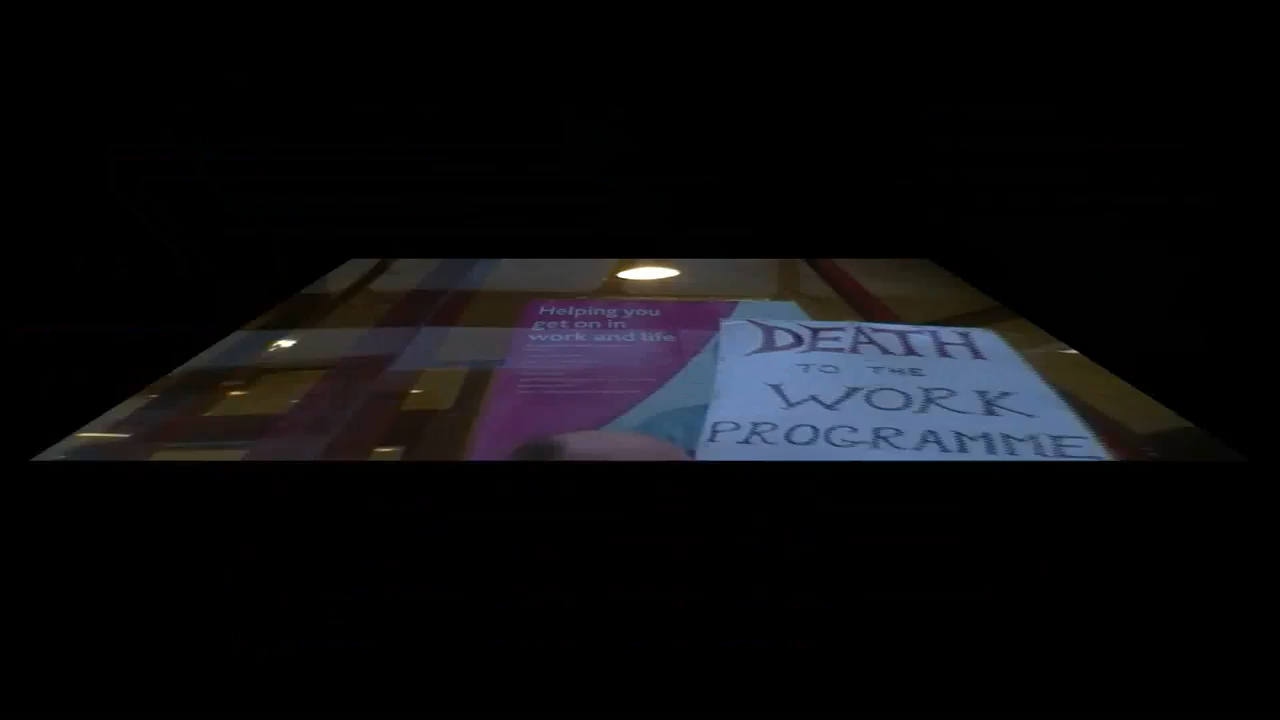 Helping you
get on in
work and life
DEATH
TO THE
WORK
PROGRAMME